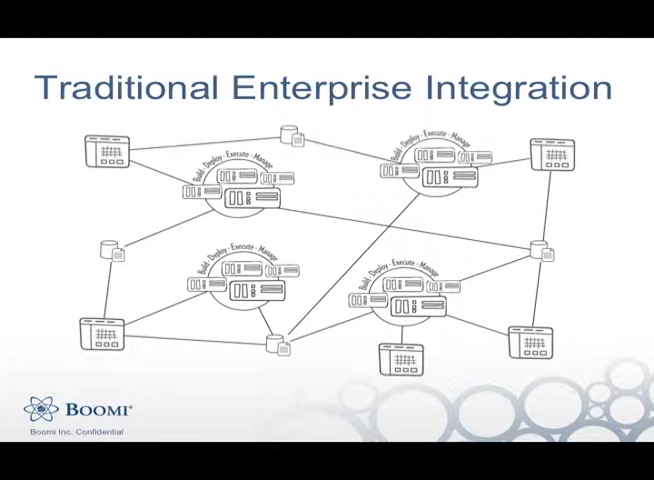 Traditional Enterprise Integration
Build - Deploy - Execute - Manage
Build - Deploy - Execute - Manage
Build - Deploy - Execute - Manage
Build - Deploy - Execute - Manage
BOOMI®
Boomi Inc. Confidential